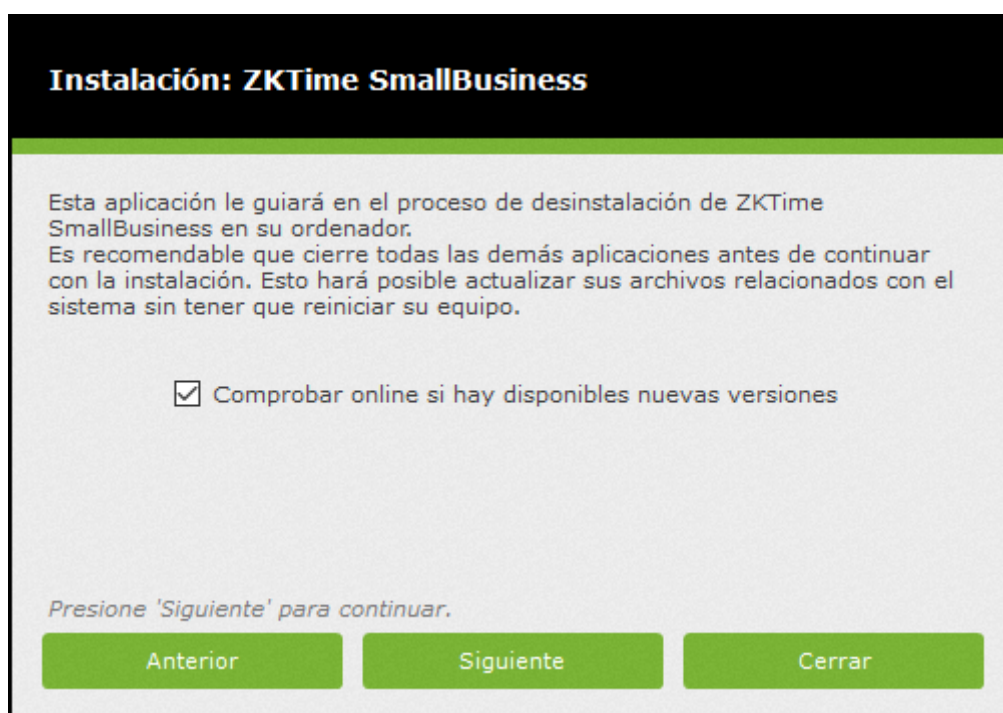 Instalación: ZKTime SmallBusiness
Esta aplicación le guiará en el proceso de desinstalación de ZKTime
SmallBusiness en su ordenador.
Es recomendable que cierre todas las demás aplicaciones antes de continuar
con la instalación. Esto hará posible actualizar sus archivos relacionados con el
sistema sin tener que reiniciar su equipo.
Comprobar online si hay disponibles nuevas versiones
Presione 'Siguiente' para continuar.
Anterior
Siguiente
Cerrar